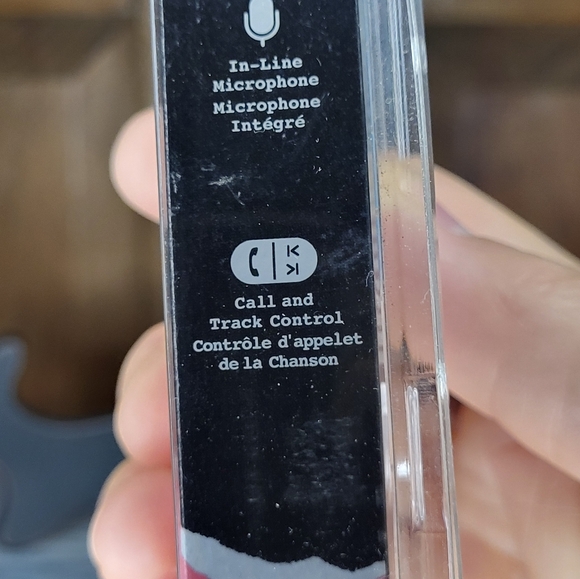 In-Line
Microphone
Microphone
Intégré
Call and
Track Control
Contrôle d'appelet
de la Chanson